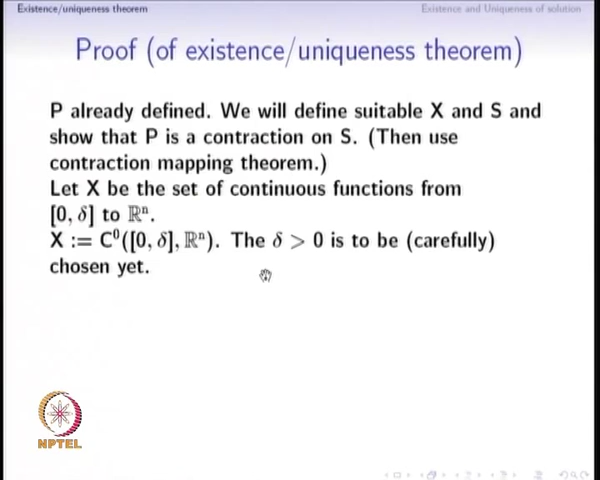 Existence/uniqueness theorem
Existence and Uniqueness of solution
Proof (of existence/uniqueness theorem)
P already defined. We will define suitable X and S and
show that P is a contraction on S. (Then use
contraction mapping theorem.)
Let X be the set of continuous functions from
[0, δ] to ℝⁿ.
X := C⁰([0, δ], ℝⁿ). The δ > 0 is to be (carefully)
chosen yet.
NPTEL